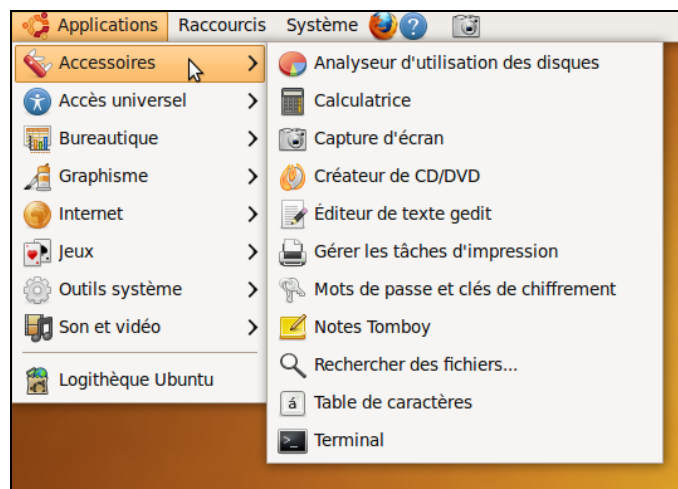 Applications Raccourcis Système
Accessoires
Accès universel
Bureautique
Graphisme
Internet
Jeux
Outils système
Son et vidéo
Logithèque Ubuntu
Analyseur d'utilisation des disques
Calculatrice
Capture d'écran
Créateur de CD/DVD
Éditeur de texte gedit
Gérer les tâches d'impression
Mots de passe et clés de chiffrement
Notes Tomboy
Rechercher des fichiers...
Table de caractères
Terminal